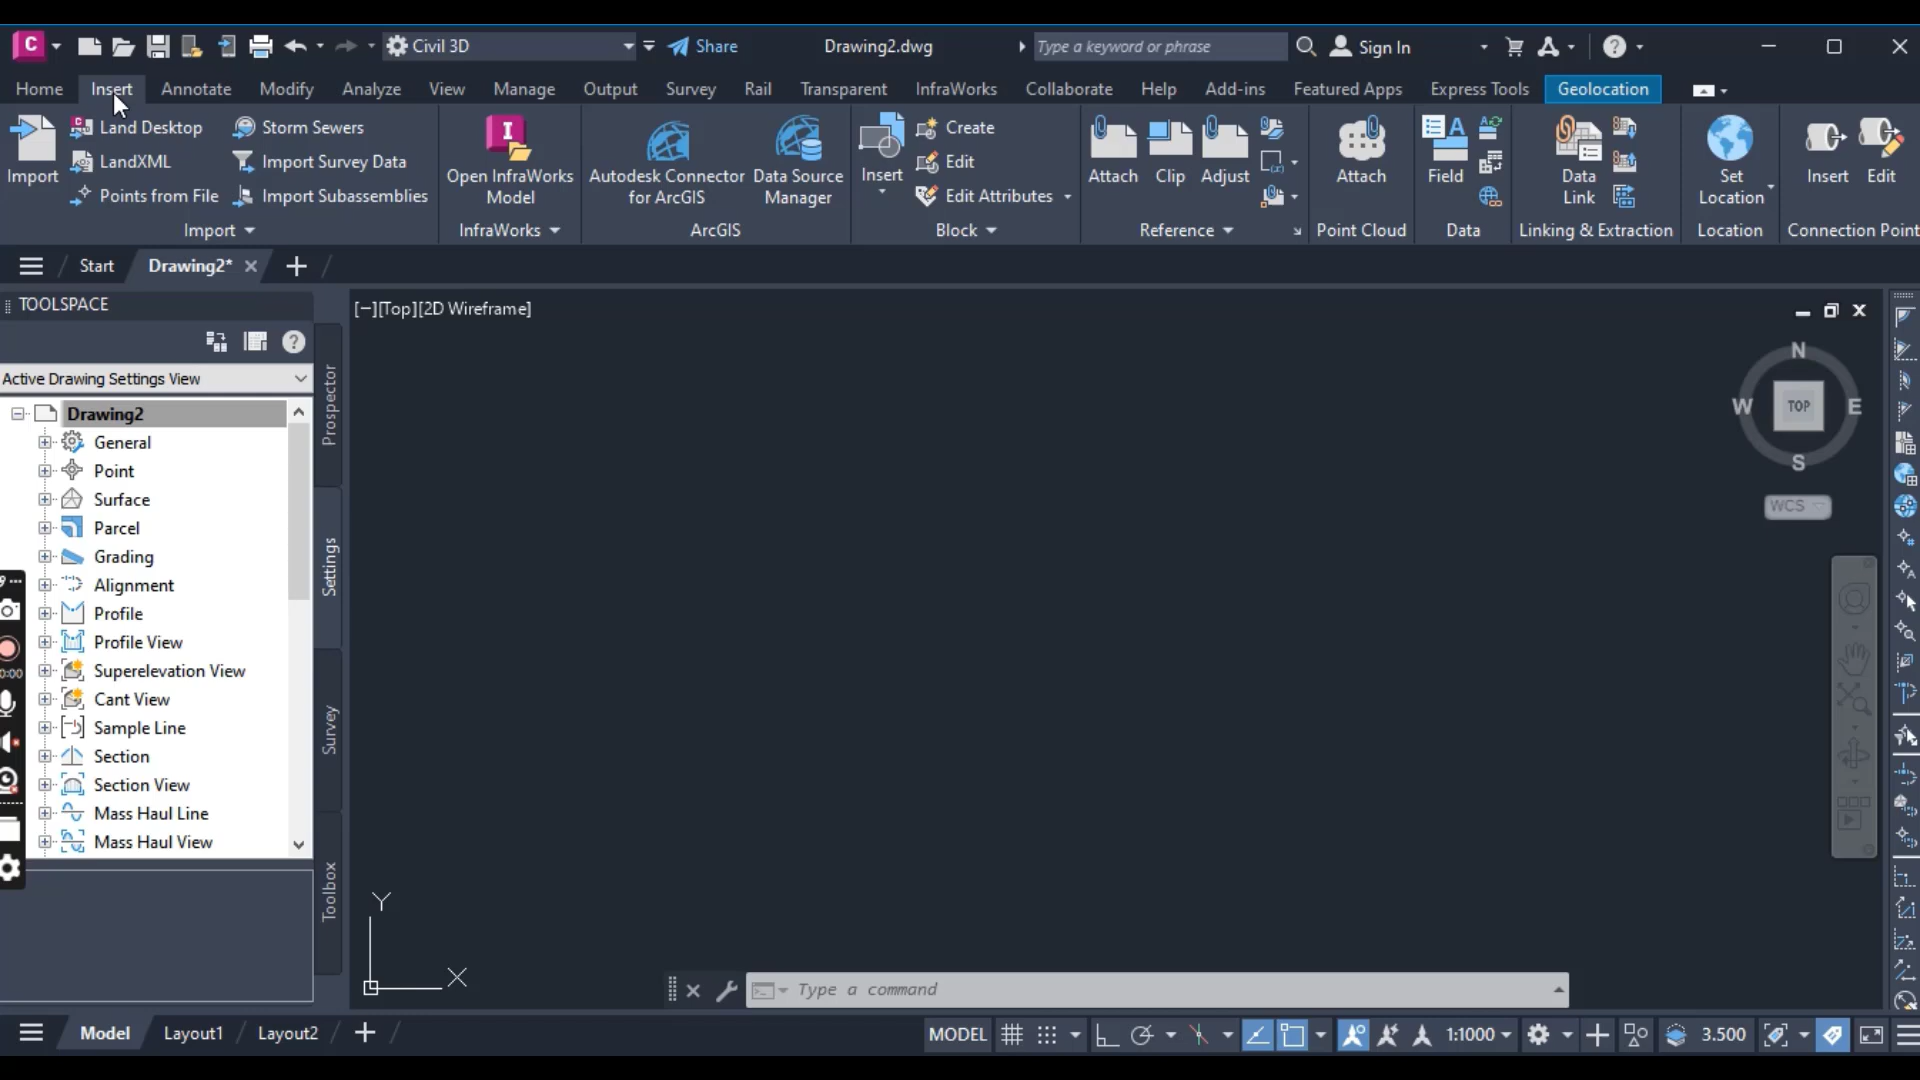 C
Civil 3D
Share
Drawing2.dwg
Type a keyword or phrase
Sign In
Home
Insert
Annotate
Modify
Analyze
View
Manage
Output
Survey
Rail
Transparent
InfraWorks
Collaborate
Help
Add-ins
Featured Apps
Express Tools
Geolocation
Import
Land Desktop
LandXML
Points from File
Storm Sewers
Import Survey Data
Import Subassemblies
Import
Open InfraWorks
Model
InfraWorks
Autodesk Connector
for ArcGIS
Data Source
Manager
ArcGIS
Insert
Create
Edit
Edit Attributes
Block
Attach
Clip
Adjust
Reference
Attach
Point Cloud
Field
Data
Data
Link
Linking & Extraction
Set
Location
Location
Insert
Edit
Connection Point
Start
Drawing2*
TOOLSPACE
Active Drawing Settings View
Drawing2
General
Point
Surface
Parcel
Grading
Alignment
Profile
Profile View
Superelevation View
Cant View
Sample Line
Section
Section View
Mass Haul Line
Mass Haul View
Prospector
Settings
Survey
Toolbox
[−][Top][2D Wireframe]
N
W
TOP
E
S
WCS
Y
X
Type a command
Model
Layout1
Layout2
MODEL
1:1000
3.500